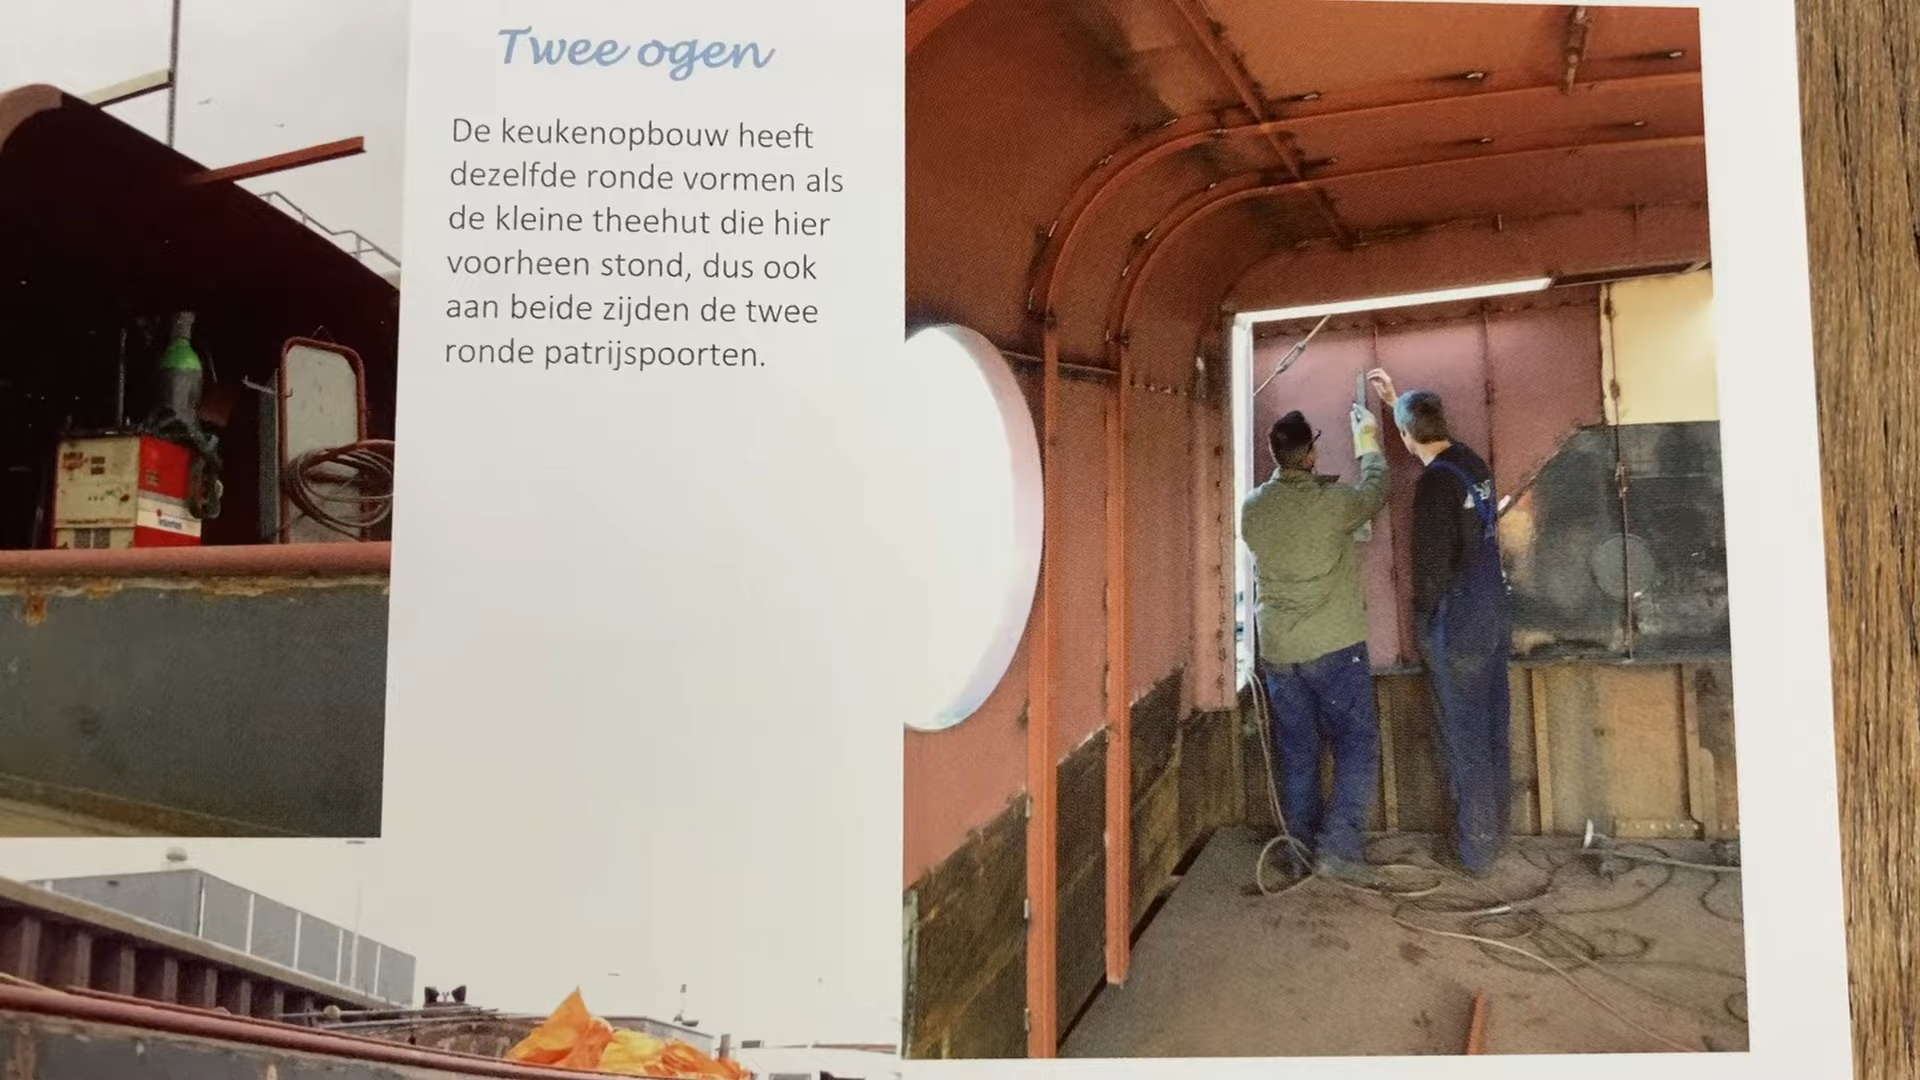 Twee ogen
De keukenopbouw heeft
dezelfde ronde vormen als
de kleine theehut die hier
voorheen stond, dus ook
aan beide zijden de twee
ronde patrijspoorten.